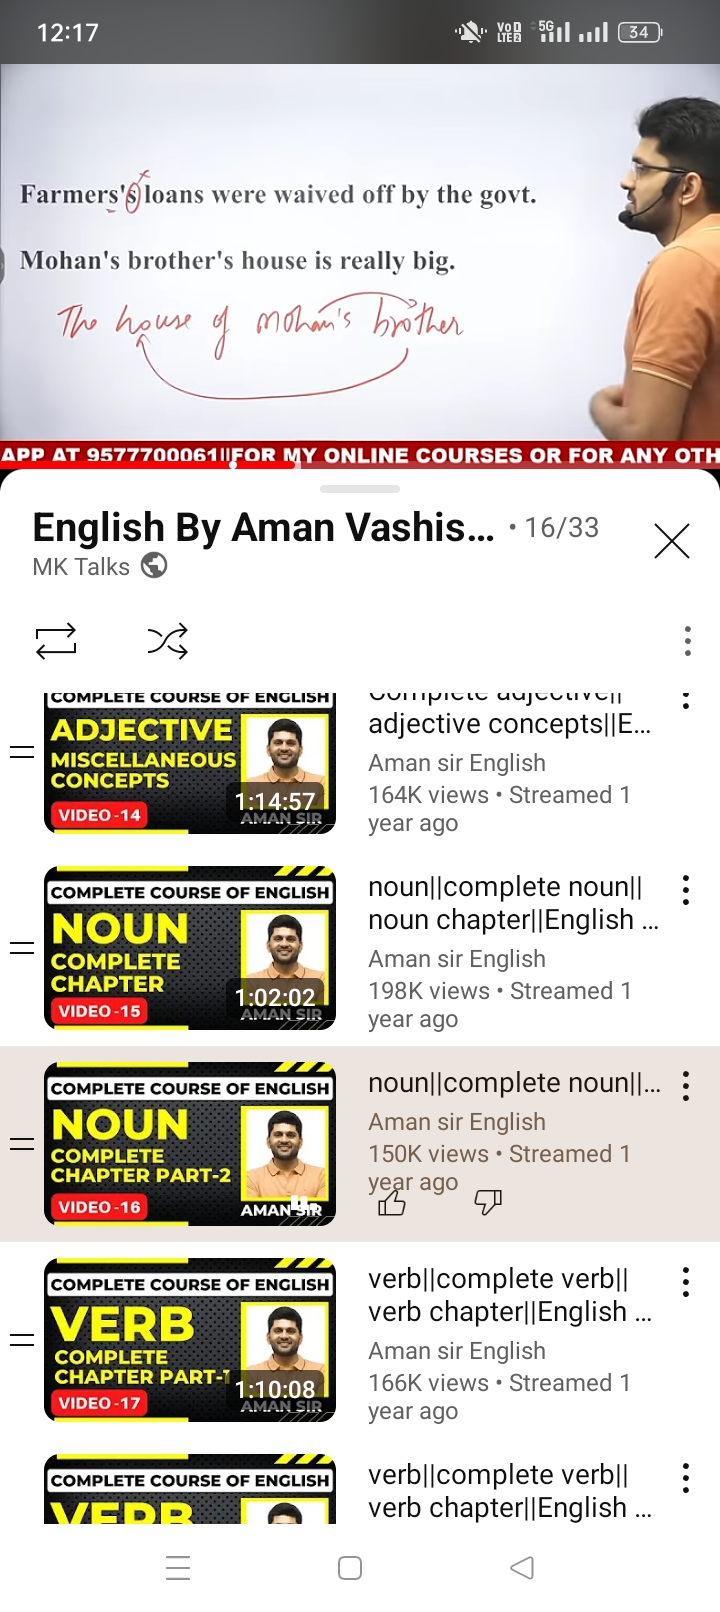 12:17
Vo LTE 2
5G
34
Farmers's loans were waived off by the govt.
Mohan's brother's house is really big.
The house of Mohan's brother
APP AT 9577700061||FOR MY ONLINE COURSES OR FOR ANY OTH
English By Aman Vashis... • 16/33
MK Talks
COMPLETE COURSE OF ENGLISH
ADJECTIVE
MISCELLANEOUS
CONCEPTS
VIDEO -14
1:14:57
AMAN SIR
Complete adjective||
adjective concepts||E...
Aman sir English
164K views • Streamed 1
year ago
COMPLETE COURSE OF ENGLISH
NOUN
COMPLETE
CHAPTER
VIDEO -15
1:02:02
AMAN SIR
noun||complete noun||
noun chapter||English ...
Aman sir English
198K views • Streamed 1
year ago
COMPLETE COURSE OF ENGLISH
NOUN
COMPLETE
CHAPTER PART-2
VIDEO -16
AMAN SIR
noun||complete noun||...
Aman sir English
150K views • Streamed 1
year ago
COMPLETE COURSE OF ENGLISH
VERB
COMPLETE
CHAPTER PART-1
VIDEO -17
1:10:08
AMAN SIR
verb||complete verb||
verb chapter||English ...
Aman sir English
166K views • Streamed 1
year ago
COMPLETE COURSE OF ENGLISH
VERB
verb||complete verb||
verb chapter||English ...